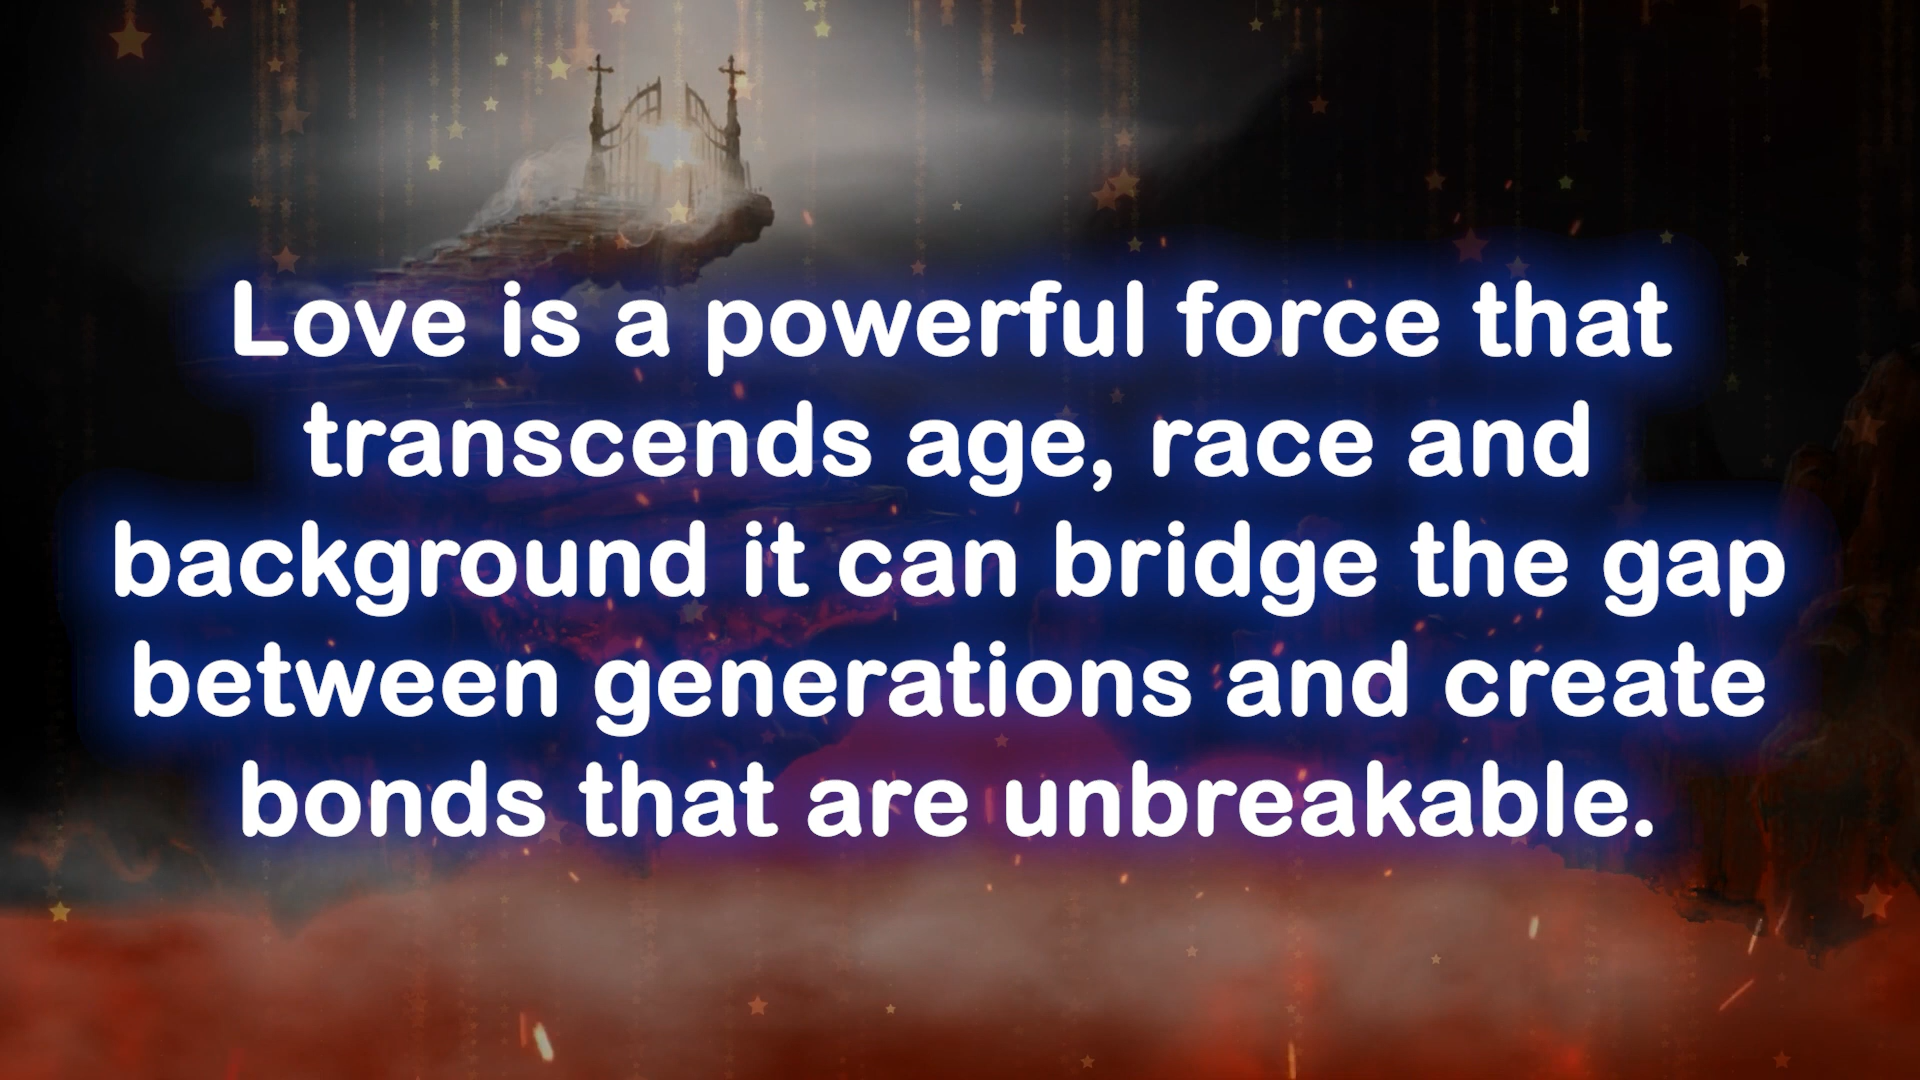 Love is a powerful force that
transcends age, race and
background it can bridge the gap
between generations and create
bonds that are unbreakable.